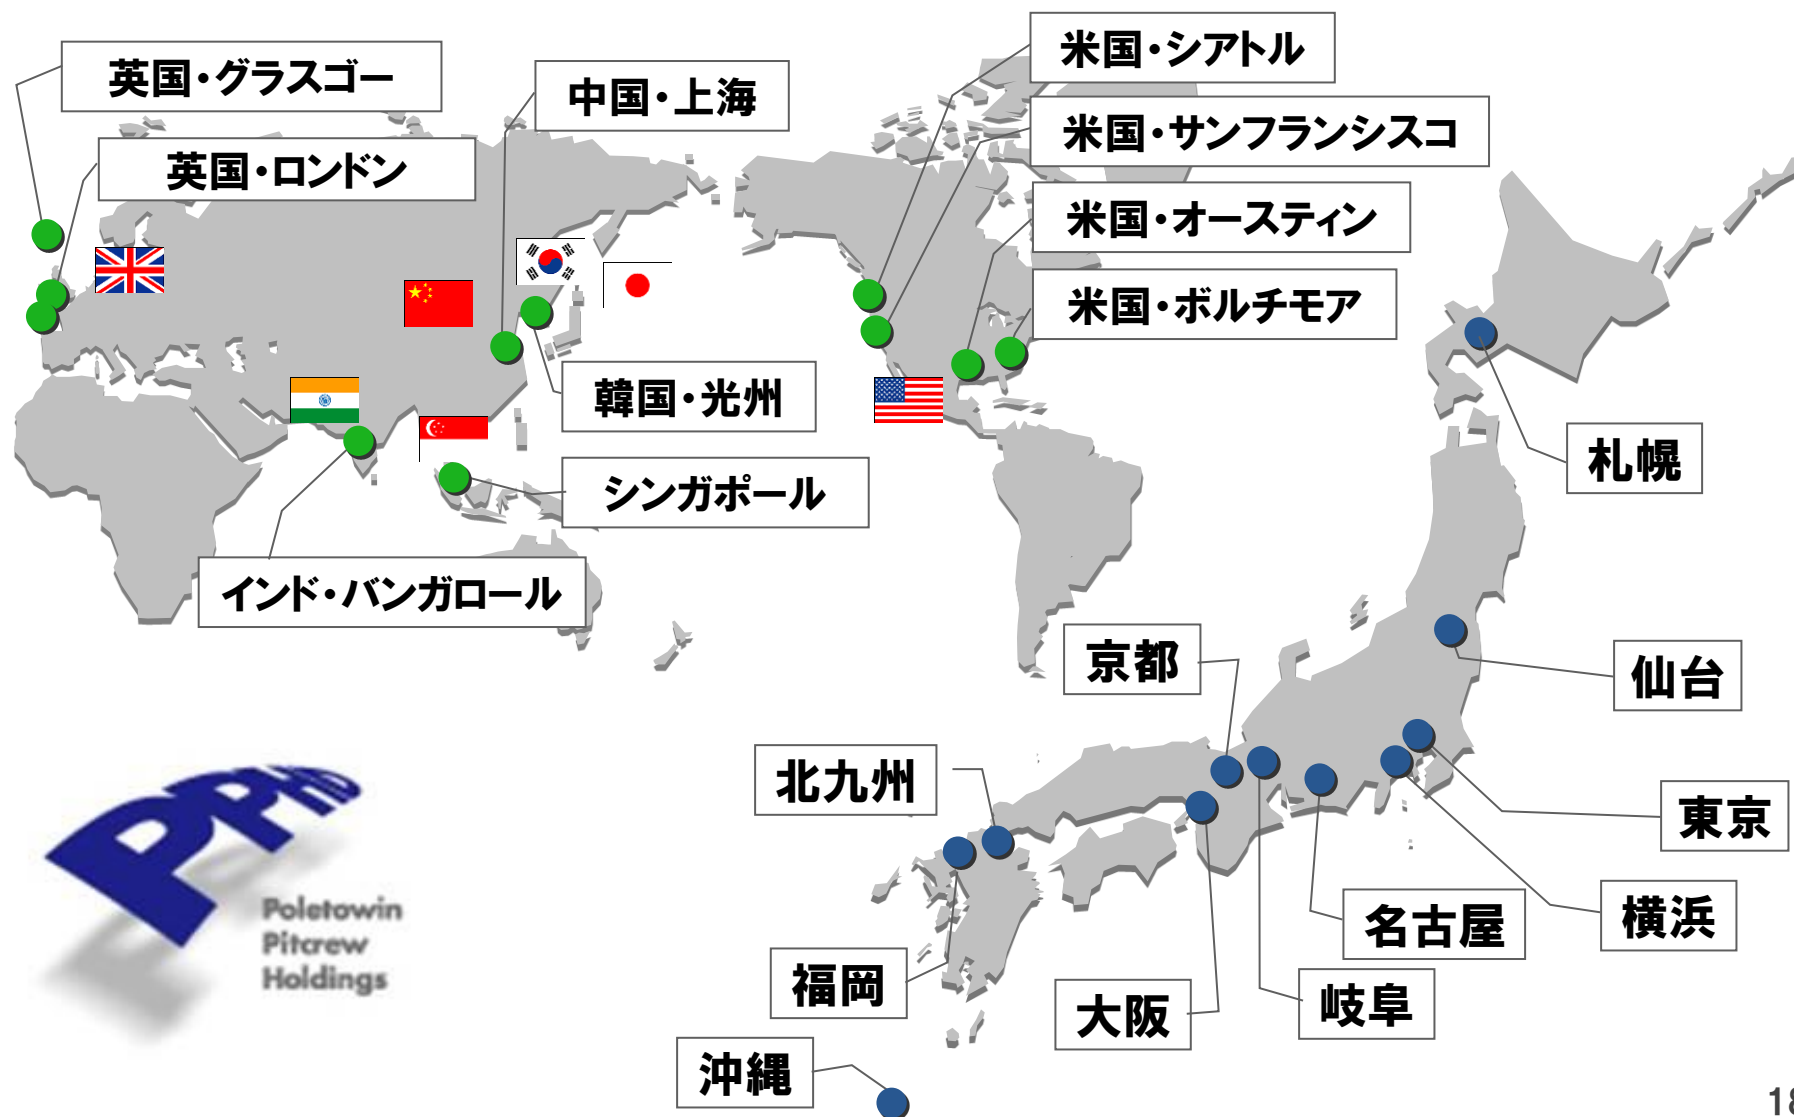 米国・シアトル
英国・グラスゴー
中国・上海
米国・サンフランシスコ
英国・ロンドン
米国・オースティン
米国・ボルチモア
韓国・光州
札幌
シンガポール
インド・バンガロール
京都
仙台
北九州
東京
名古屋
横浜
福岡
大阪
岐阜
沖縄
PPHD
Poletowin
Pitcrew
Holdings
18